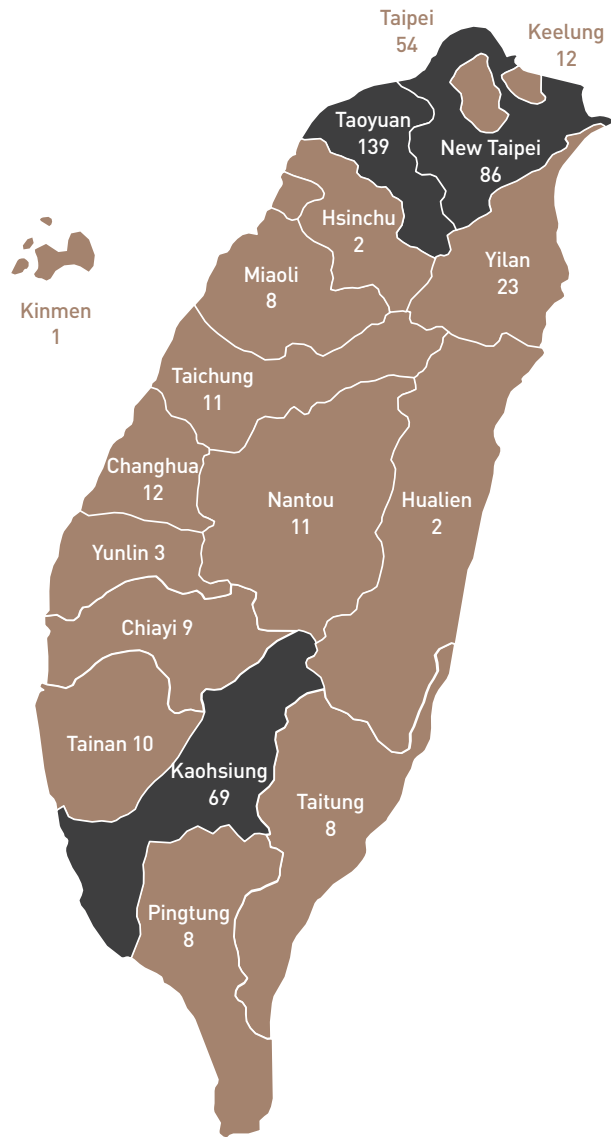 Taipei
54
Keelung
12
Taoyuan
139
New Taipei
86
Hsinchu
2
Yilan
23
Miaoli
8
Kinmen
1
Taichung
11
Changhua
12
Nantou
11
Hualien
2
Yunlin 3
Chiayi 9
Tainan 10
Kaohsiung
69
Taitung
8
Pingtung
8